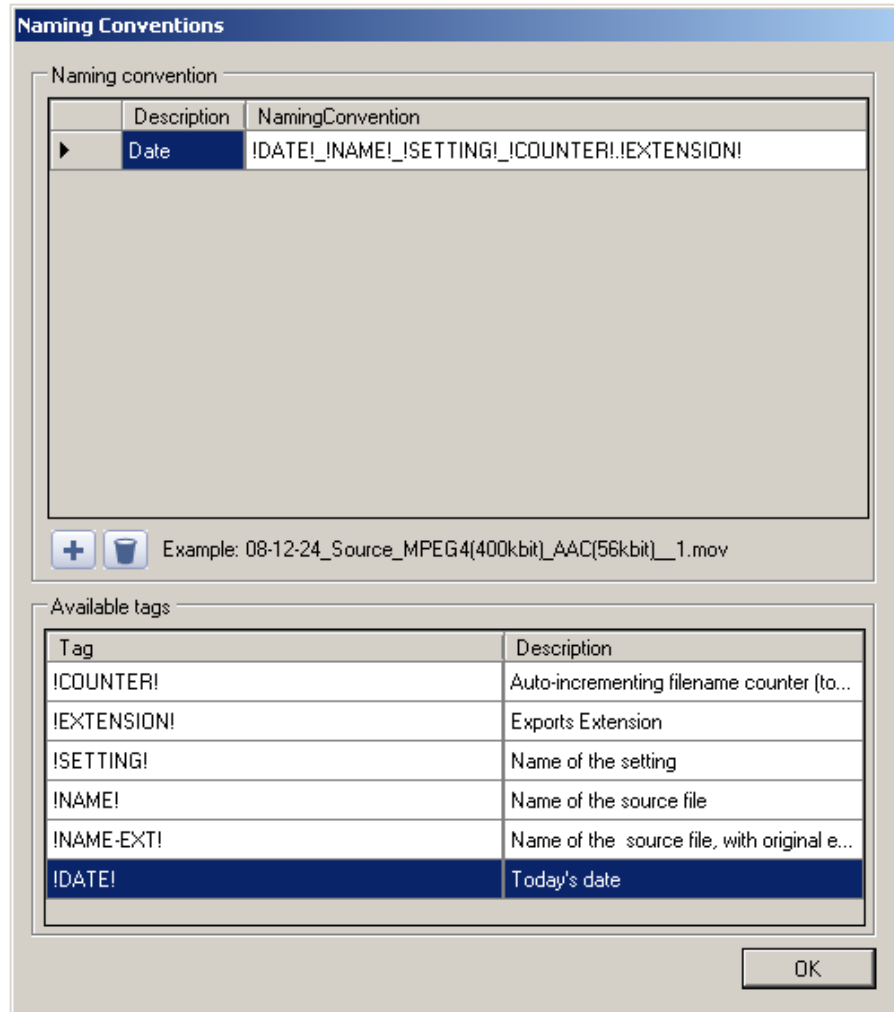 Naming Conventions
Naming convention
Description NamingConvention
Date !DATE!_!NAME!_!SETTING!_!COUNTER!.!EXTENSION!
Example: 08-12-24_Source_MPEG4(400kbit)_AAC(56kbit)__1.mov
Available tags
Tag Description
!COUNTER! Auto-incrementing filename counter (to...
!EXTENSION! Exports Extension
!SETTING! Name of the setting
!NAME! Name of the source file
!NAME-EXT! Name of the  source file, with original e...
!DATE! Today's date
OK